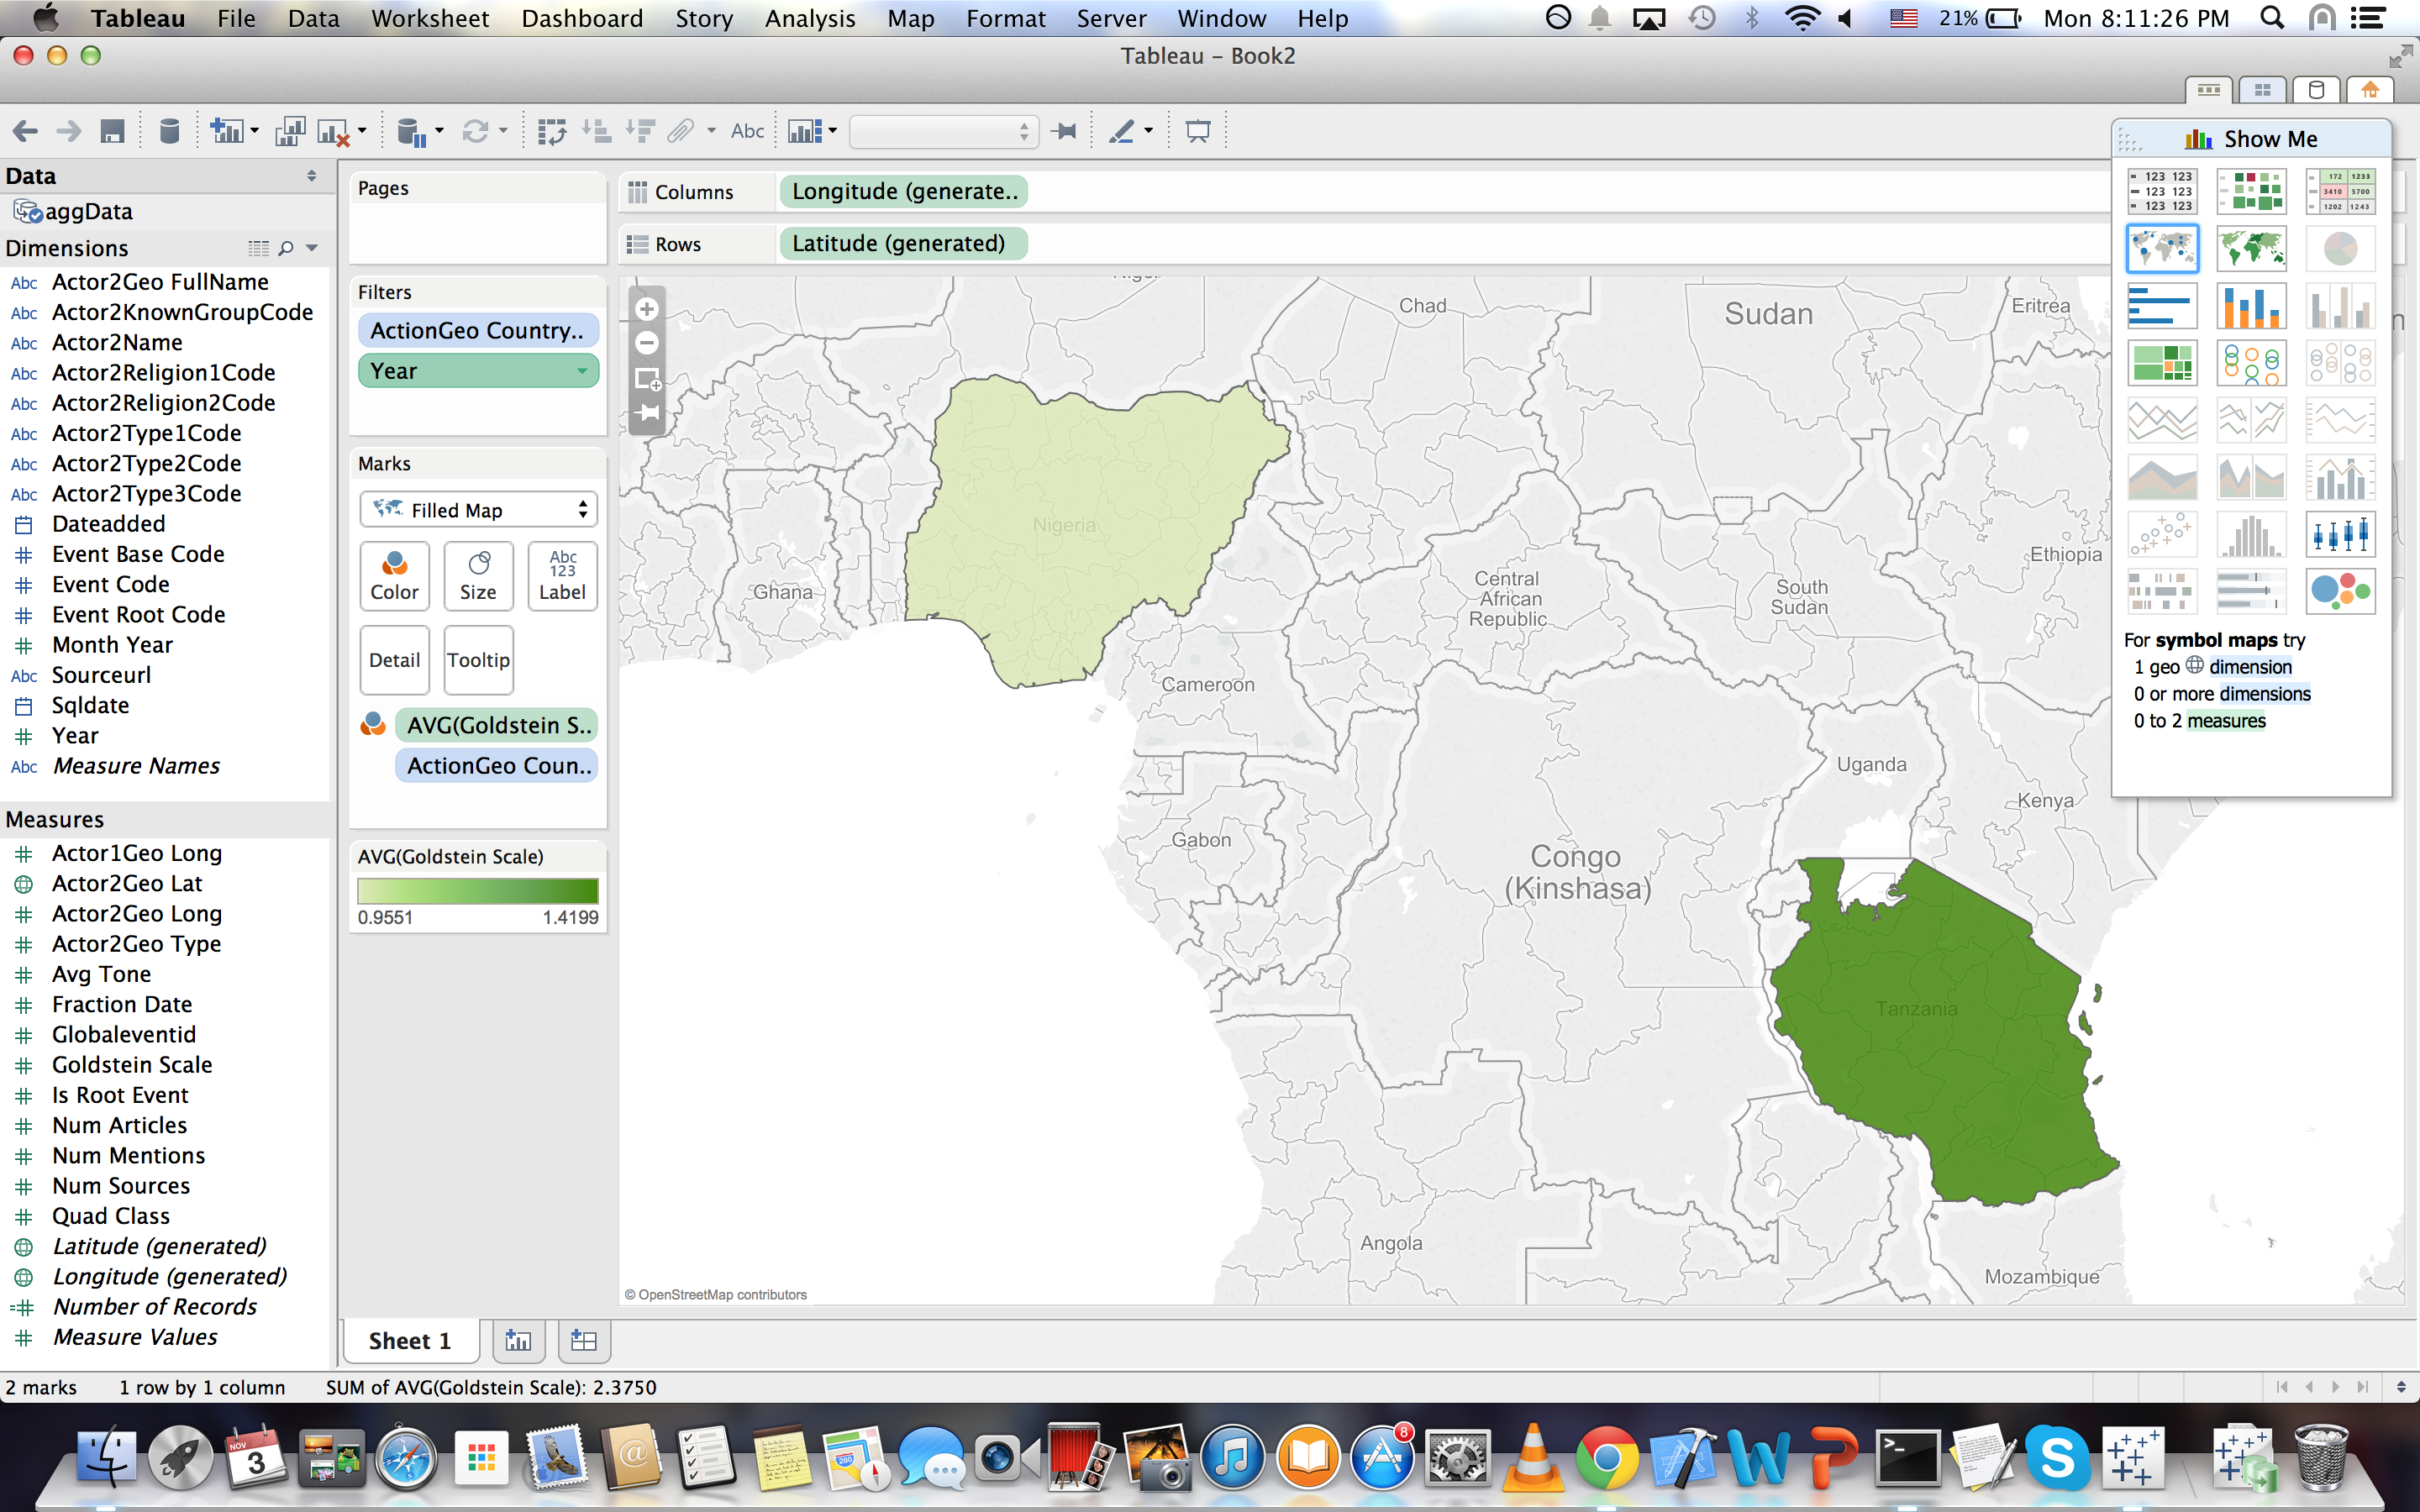 Tableau File Data Worksheet Dashboard Story Analysis Map Format Server Window Help 21% Mon 8:11:26 PM
Tableau - Book2
Abc
Show Me
Data
aggData
Dimensions
Abc Actor2Geo FullName
Abc Actor2KnownGroupCode
Abc Actor2Name
Abc Actor2Religion1Code
Abc Actor2Religion2Code
Abc Actor2Type1Code
Abc Actor2Type2Code
Abc Actor2Type3Code
Dateadded
# Event Base Code
# Event Code
# Event Root Code
# Month Year
Abc Sourceurl
Sqldate
# Year
Abc Measure Names
Measures
# Actor1Geo Long
Actor2Geo Lat
# Actor2Geo Long
# Actor2Geo Type
# Avg Tone
# Fraction Date
# Globaleventid
# Goldstein Scale
# Is Root Event
# Num Articles
# Num Mentions
# Num Sources
# Quad Class
Latitude (generated)
Longitude (generated)
=# Number of Records
# Measure Values
Pages
Filters
ActionGeo Country..
Year
Marks
Filled Map
Color
Size
Abc
123
Label
Detail
Tooltip
AVG(Goldstein S..
ActionGeo Coun..
AVG(Goldstein Scale)
0.9551 1.4199
Columns Longitude (generate..
Rows Latitude (generated)
Chad
Sudan
Eritrea
Nigeria
Ghana
Central
African
Republic
South
Sudan
Ethiopia
Cameroon
Uganda
Kenya
Gabon
Congo
(Kinshasa)
Tanzania
Angola
Mozambique
© OpenStreetMap contributors
123 123
123 123
123 123
172 1233
3410 5700
1202 1243
For symbol maps try
1 geo dimension
0 or more dimensions
0 to 2 measures
Sheet 1
2 marks 1 row by 1 column SUM of AVG(Goldstein Scale): 2.3750
NOV
3
@
280
8
W
P
>_
S